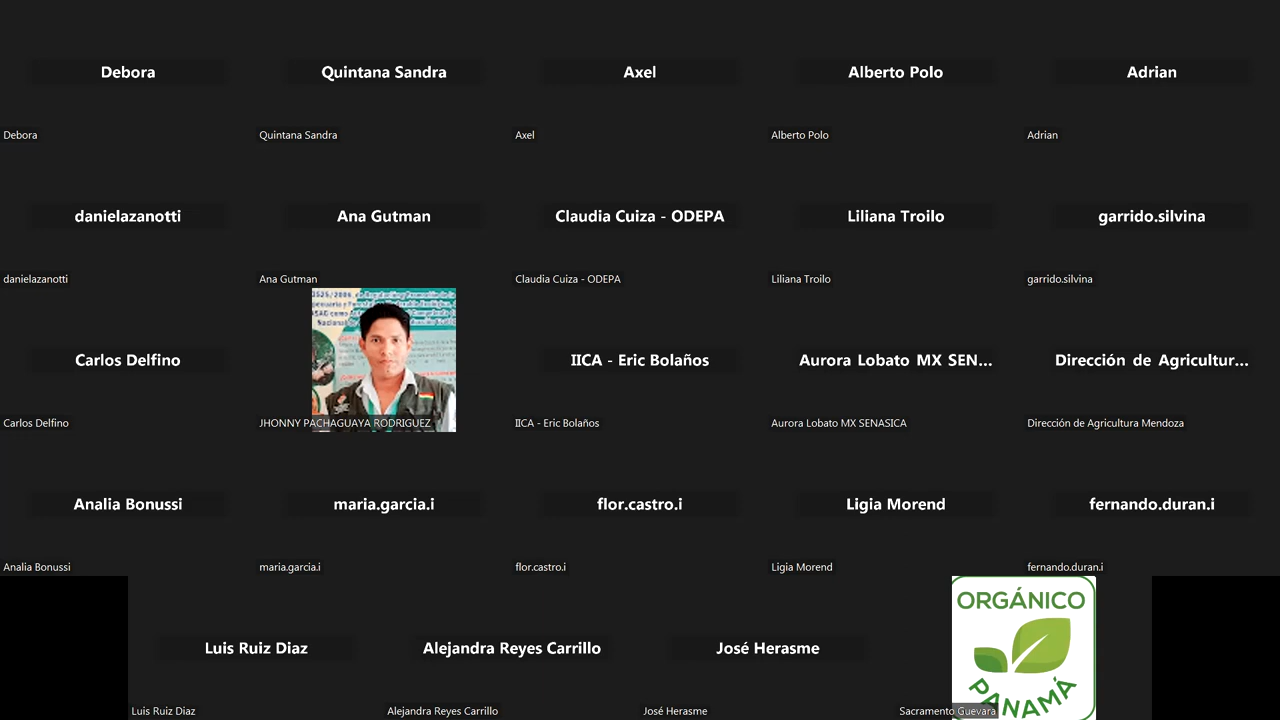 Debora
Quintana Sandra
Axel
Alberto Polo
Adrian
Debora
Quintana Sandra
Axel
Alberto Polo
Adrian
danielazanotti
Ana Gutman
Claudia Cuiza - ODEPA
Liliana Troilo
garrido.silvina
danielazanotti
Ana Gutman
Claudia Cuiza - ODEPA
Liliana Troilo
garrido.silvina
Carlos Delfino
IICA - Eric Bolaños
Aurora Lobato MX SEN...
Dirección de Agricultur...
Carlos Delfino
JHONNY PACHAGUAYA RODRIGUEZ
IICA - Eric Bolaños
Aurora Lobato MX SENASICA
Dirección de Agricultura Mendoza
Analia Bonussi
maria.garcia.i
flor.castro.i
Ligia Morend
fernando.duran.i
Analia Bonussi
maria.garcia.i
flor.castro.i
Ligia Morend
fernando.duran.i
Luis Ruiz Diaz
Alejandra Reyes Carrillo
José Herasme
ORGÁNICO
PANAMÁ
Luis Ruiz Diaz
Alejandra Reyes Carrillo
José Herasme
Sacramento Guevara